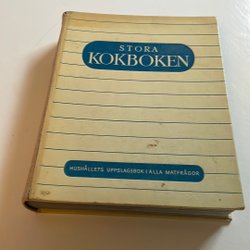 STORA
KOKBOKEN
HUSHÅLLETS UPPSLAGSBOK I ALLA MATFRÅGOR